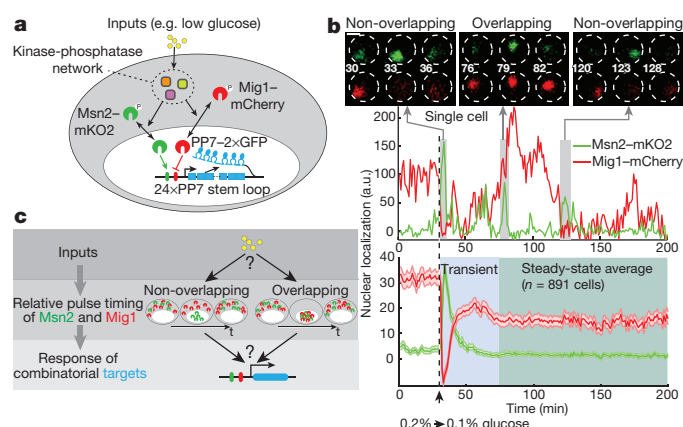 a
Inputs (e.g. low glucose)
Kinase-phosphatase
network
Msn2–
mKO2
P
P
Mig1–
mCherry
PP7–2×GFP
24×PP7 stem loop
b
Non-overlapping
Overlapping
Non-overlapping
30 33 36
76 79 82
120 123 128
Single cell
Msn2–mKO2
Mig1–mCherry
Nuclear localization (a.u.)
200
150
100
50
0
0 50 100 150 200
Transient
Steady-state average
(n = 891 cells)
40
30
20
10
0
0 50 100 150 200
Time (min)
0.2% 0.1% glucose
c
Inputs
?
Non-overlapping
Overlapping
Relative pulse timing
of Msn2 and Mig1
t
t
?
Response of
combinatorial targets